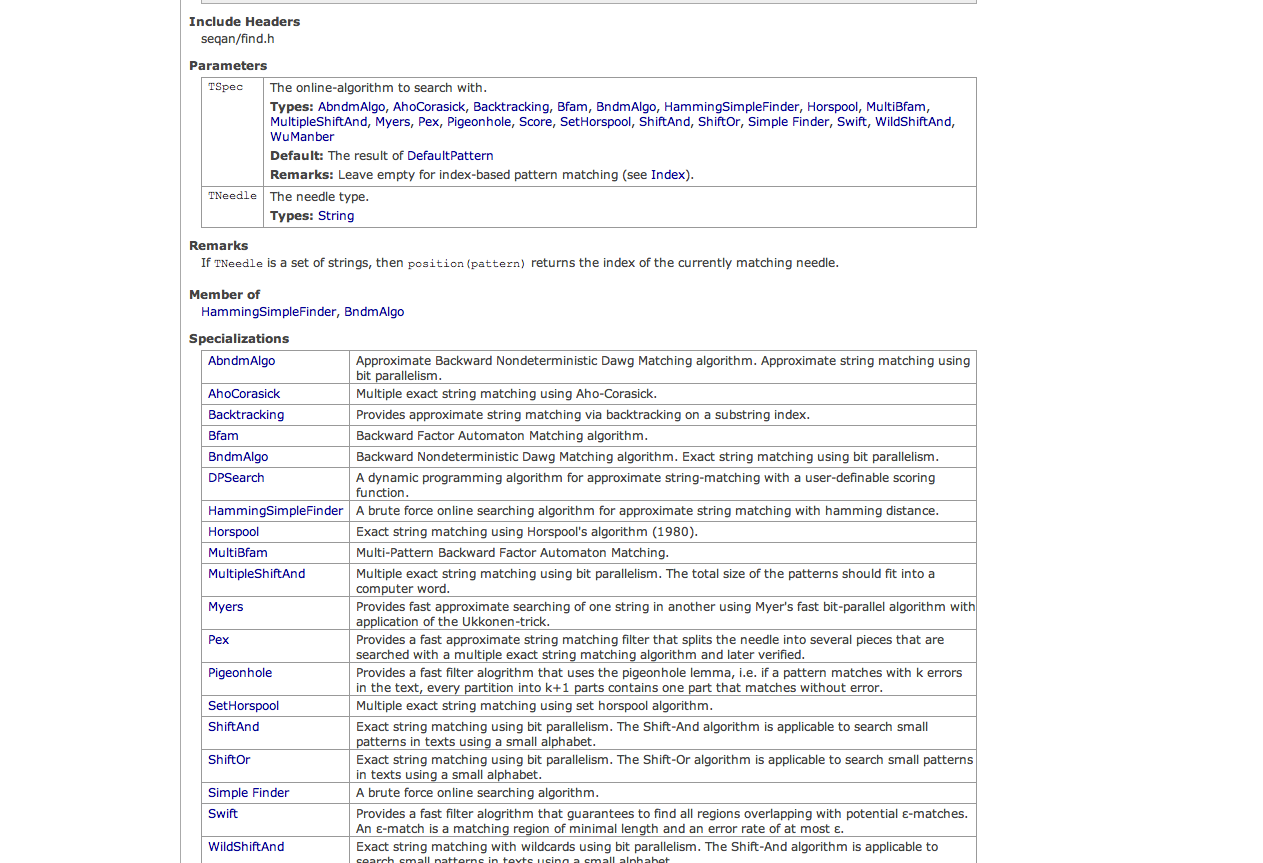 Include Headers
seqan/find.h
Parameters
TSpec
The online-algorithm to search with.
Types: AbndmAlgo, AhoCorasick, Backtracking, Bfam, BndmAlgo, HammingSimpleFinder, Horspool, MultiBfam,
MultipleShiftAnd, Myers, Pex, Pigeonhole, Score, SetHorspool, ShiftAnd, ShiftOr, Simple Finder, Swift, WildShiftAnd,
WuManber
Default: The result of DefaultPattern
Remarks: Leave empty for index-based pattern matching (see Index).
TNeedle
The needle type.
Types: String
Remarks
If TNeedle is a set of strings, then position(pattern) returns the index of the currently matching needle.
Member of
HammingSimpleFinder, BndmAlgo
Specializations
AbndmAlgo
Approximate Backward Nondeterministic Dawg Matching algorithm. Approximate string matching using
bit parallelism.
AhoCorasick
Multiple exact string matching using Aho-Corasick.
Backtracking
Provides approximate string matching via backtracking on a substring index.
Bfam
Backward Factor Automaton Matching algorithm.
BndmAlgo
Backward Nondeterministic Dawg Matching algorithm. Exact string matching using bit parallelism.
DPSearch
A dynamic programming algorithm for approximate string-matching with a user-definable scoring
function.
HammingSimpleFinder
A brute force online searching algorithm for approximate string matching with hamming distance.
Horspool
Exact string matching using Horspool's algorithm (1980).
MultiBfam
Multi-Pattern Backward Factor Automaton Matching.
MultipleShiftAnd
Multiple exact string matching using bit parallelism. The total size of the patterns should fit into a
computer word.
Myers
Provides fast approximate searching of one string in another using Myer's fast bit-parallel algorithm with
application of the Ukkonen-trick.
Pex
Provides a fast approximate string matching filter that splits the needle into several pieces that are
searched with a multiple exact string matching algorithm and later verified.
Pigeonhole
Provides a fast filter alogrithm that uses the pigeonhole lemma, i.e. if a pattern matches with k errors
in the text, every partition into k+1 parts contains one part that matches without error.
SetHorspool
Multiple exact string matching using set horspool algorithm.
ShiftAnd
Exact string matching using bit parallelism. The Shift-And algorithm is applicable to search small
patterns in texts using a small alphabet.
ShiftOr
Exact string matching using bit parallelism. The Shift-Or algorithm is applicable to search small patterns
in texts using a small alphabet.
Simple Finder
A brute force online searching algorithm.
Swift
Provides a fast filter alogrithm that guarantees to find all regions overlapping with potential ε-matches.
An ε-match is a matching region of minimal length and an error rate of at most ε.
WildShiftAnd
Exact string matching with wildcards using bit parallelism. The Shift-And algorithm is applicable to
search small patterns in texts using a small alphabet.